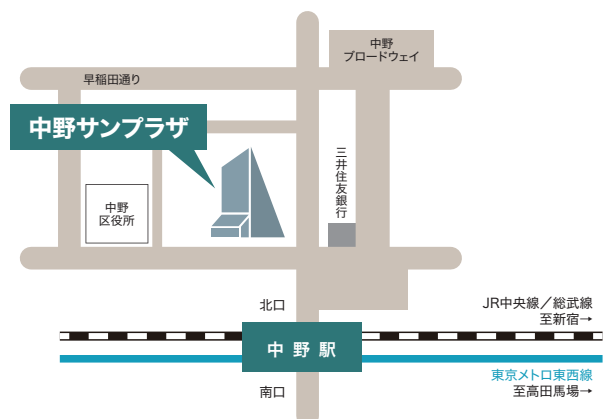 中野
ブロードウェイ
早稲田通り
中野サンプラザ
三井住友銀行
中野
区役所
北口
JR中央線／総武線
至新宿→
中野駅
東京メトロ東西線
至高田馬場→
南口